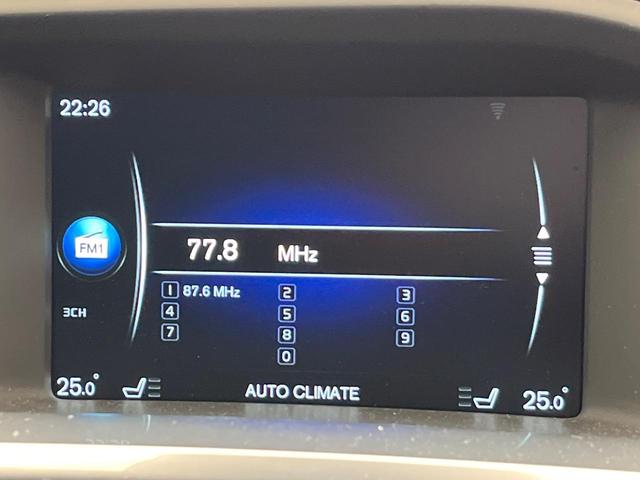 22:26
FM1
77.8 MHz
1 87.6 MHz 2 3
4 5 6
7 8 9
0
3CH
25.0° AUTO CLIMATE 25.0°